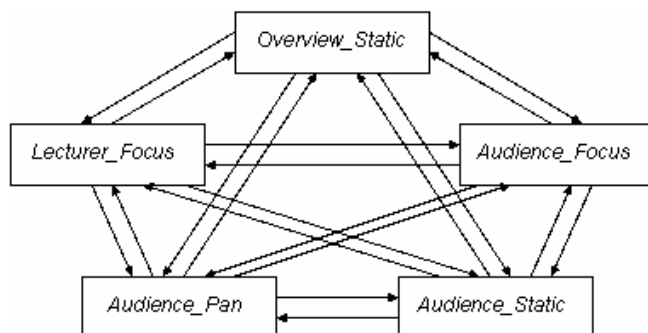 Overview_Static
Lecturer_Focus
Audience_Focus
Audience_Pan
Audience_Static